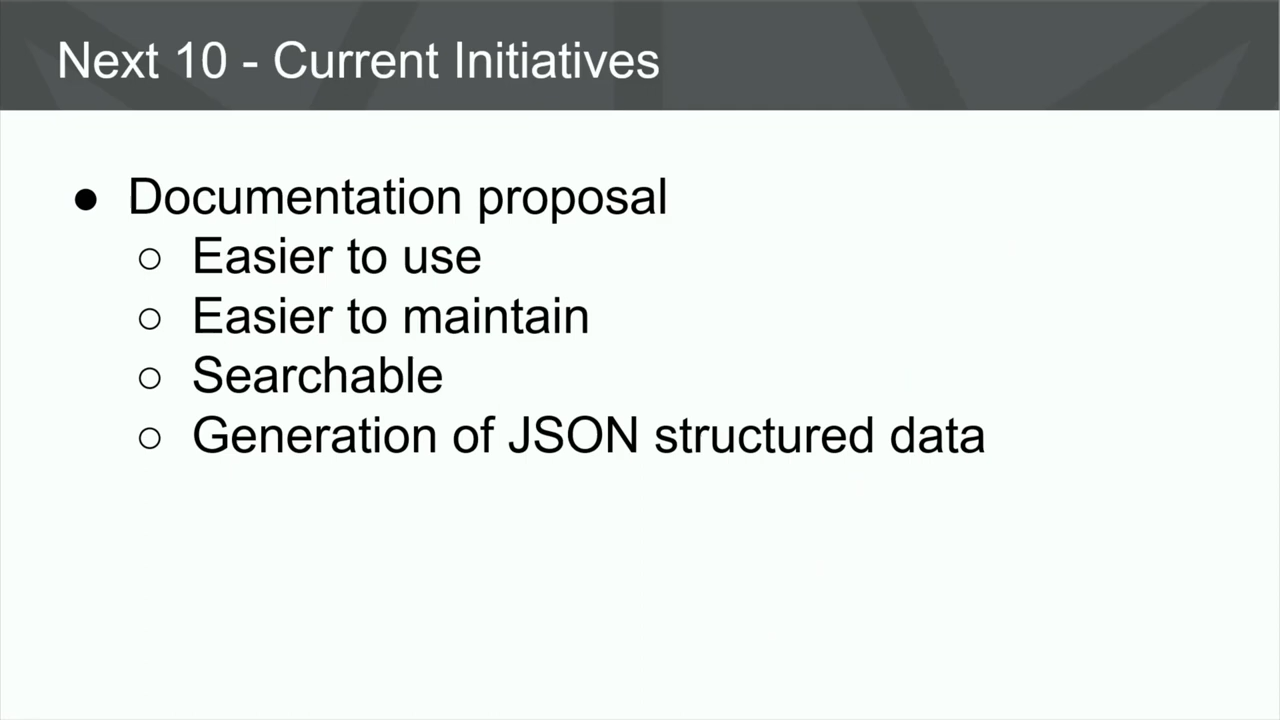 Next 10 - Current Initiatives
● Documentation proposal
○ Easier to use
○ Easier to maintain
○ Searchable
○ Generation of JSON structured data